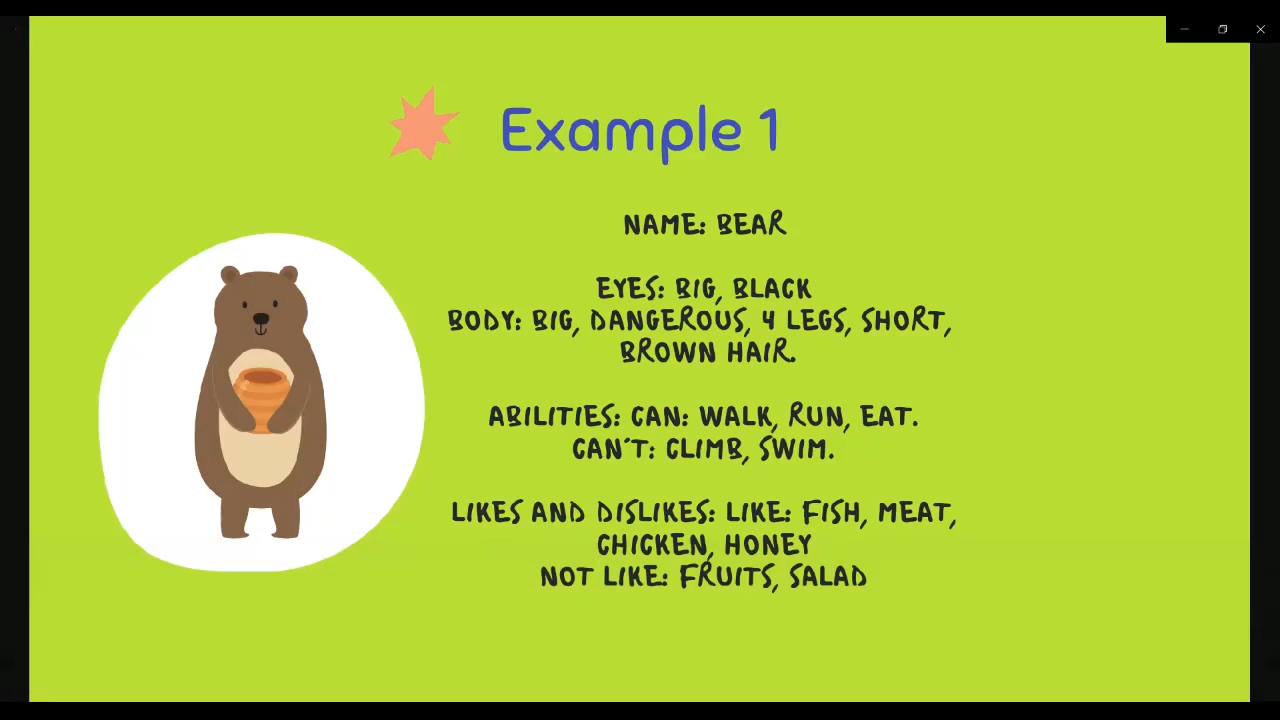 Example 1
NAME: BEAR
EYES: BIG, BLACK
BODY: BIG, DANGEROUS, 4 LEGS, SHORT,
BROWN HAIR.
ABILITIES: CAN: WALK, RUN, EAT.
CAN´T: CLIMB, SWIM.
LIKES AND DISLIKES: LIKE: FISH, MEAT,
CHICKEN, HONEY
NOT LIKE: FRUITS, SALAD